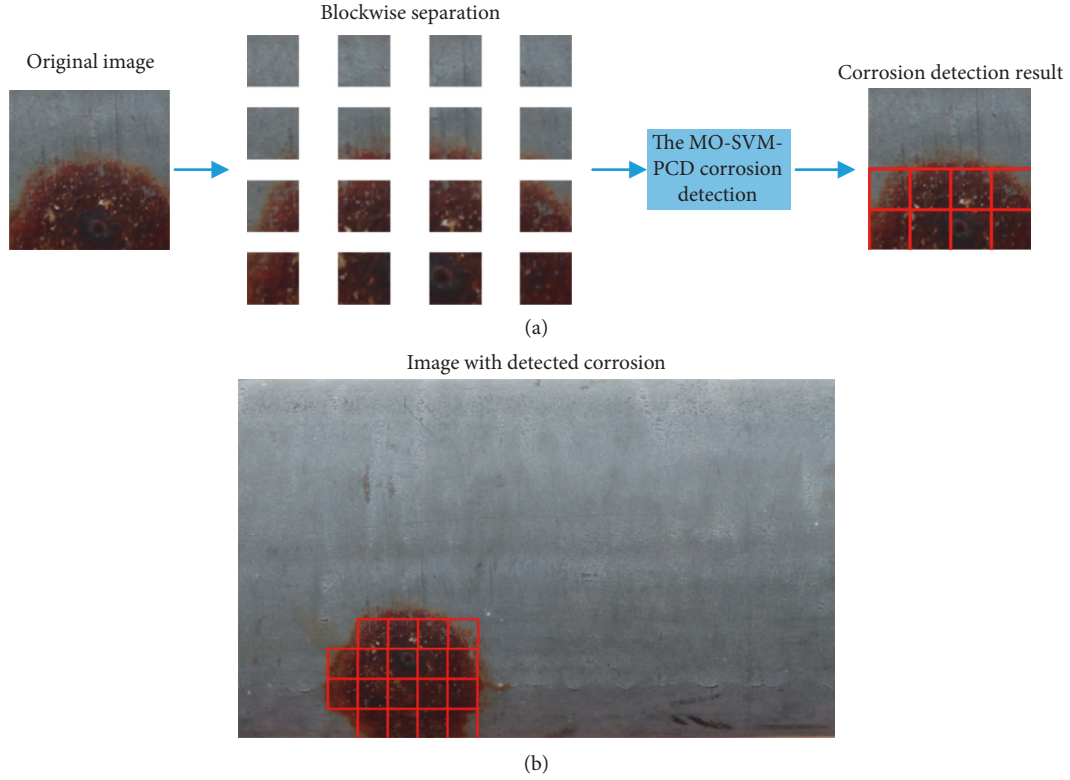 Blockwise separation
Original image
Corrosion detection result
The MO-SVM-
PCD corrosion
detection
(a)
Image with detected corrosion
(b)